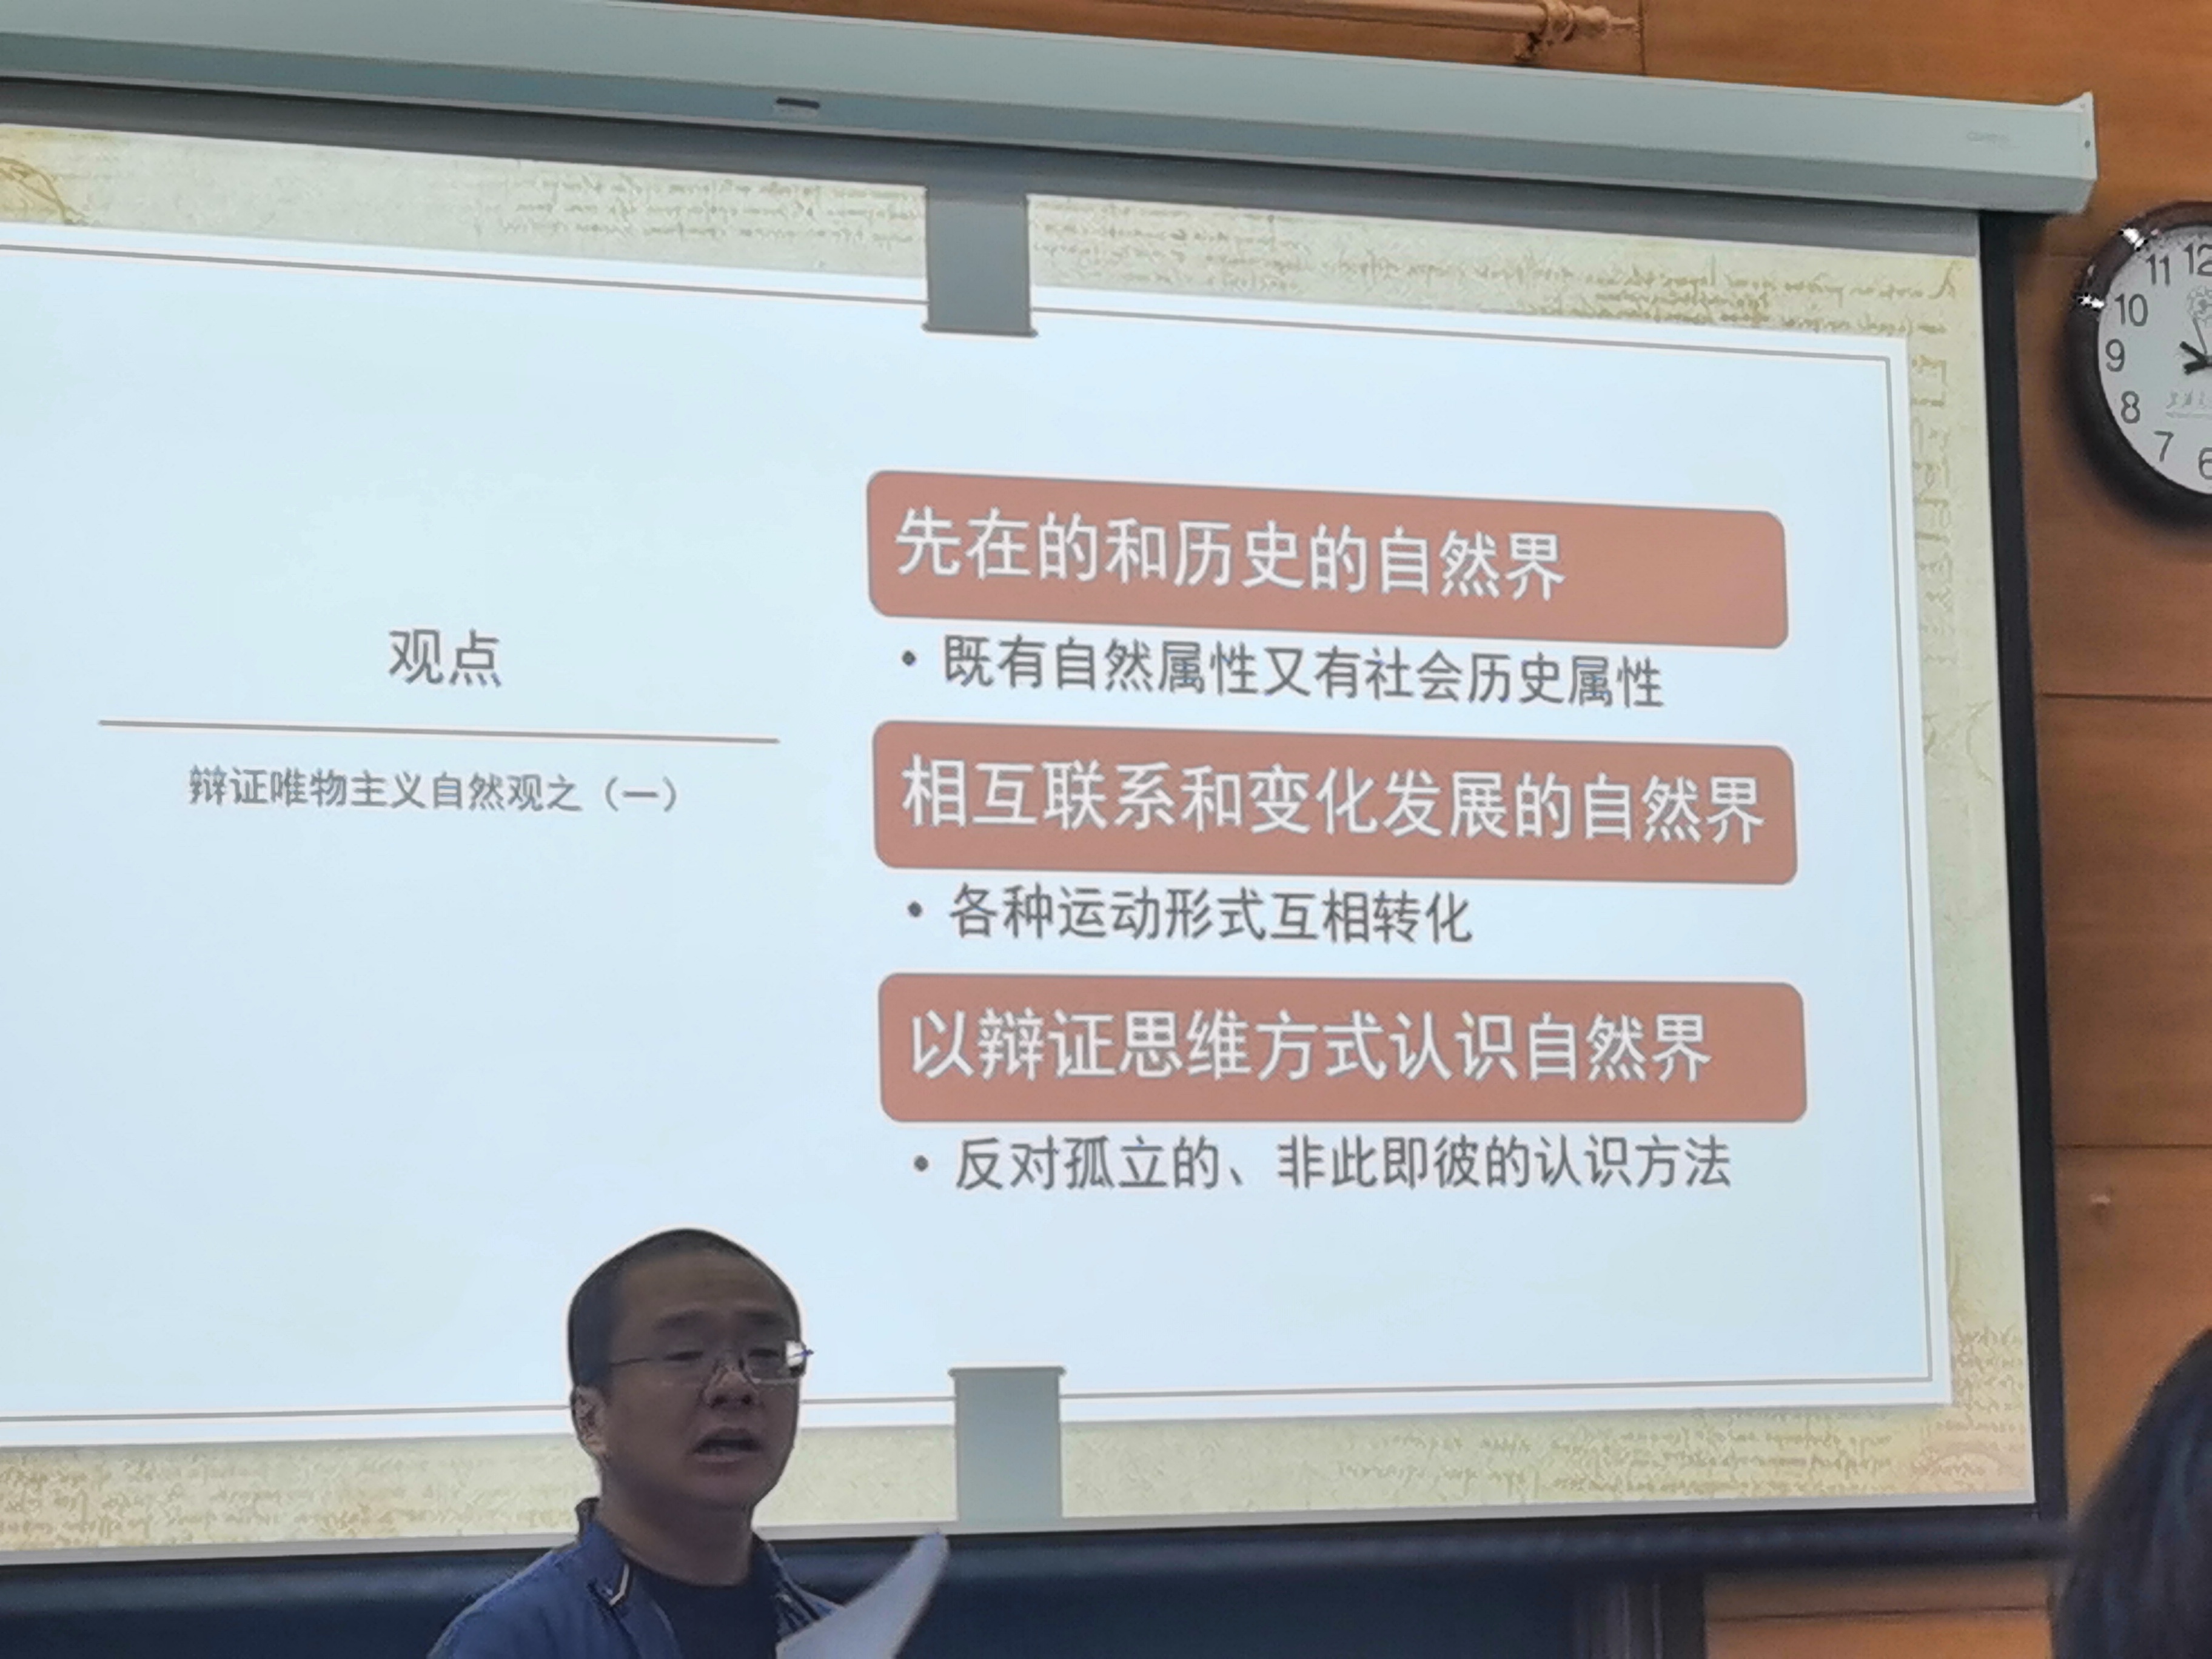 观点
辩证唯物主义自然观之（一）
先在的和历史的自然界
• 既有自然属性又有社会历史属性
相互联系和变化发展的自然界
• 各种运动形式互相转化
以辩证思维方式认识自然界
• 反对孤立的、非此即彼的认识方法
12
11
10
9
8
7
6